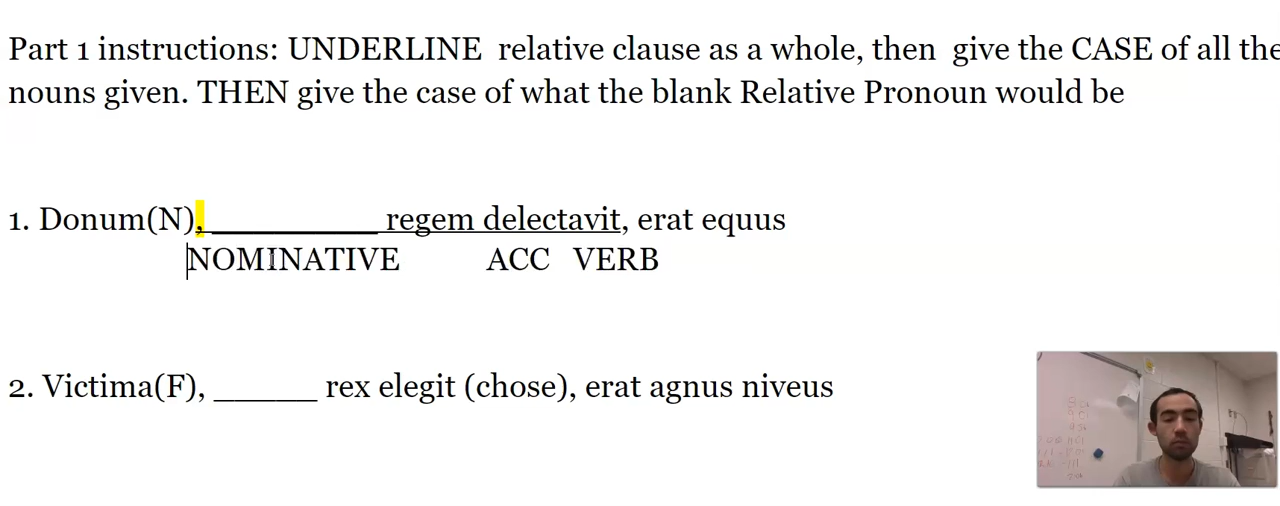 Part 1 instructions: UNDERLINE relative clause as a whole, then give the CASE of all the
nouns given. THEN give the case of what the blank Relative Pronoun would be
1. Donum(N), ___________ regem delectavit, erat equus
NOMINATIVE ACC VERB
2. Victima(F), ______ rex elegit (chose), erat agnus niveus